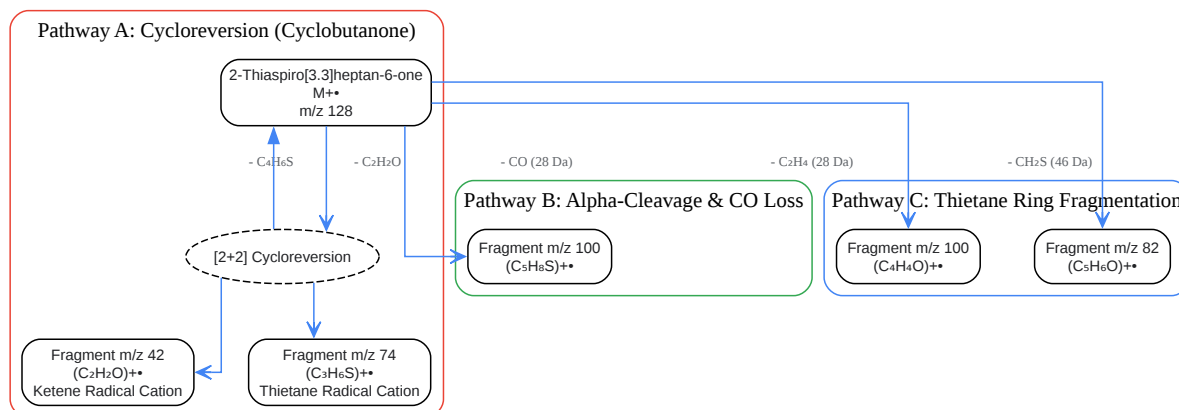 Pathway A: Cycloreversion (Cyclobutanone)
2-Thiaspiro[3.3]heptan-6-one
M+•
m/z 128
- C₄H₆S
- C₂H₂O
- CO (28 Da)
- C₂H₄ (28 Da)
- CH₂S (46 Da)
Pathway B: Alpha-Cleavage & CO Loss
Pathway C: Thietane Ring Fragmentation
[2+2] Cycloreversion
Fragment m/z 100
(C₅H₈S)+•
Fragment m/z 100
(C₄H₄O)+•
Fragment m/z 82
(C₅H₆O)+•
Fragment m/z 42
(C₂H₂O)+•
Ketene Radical Cation
Fragment m/z 74
(C₃H₆S)+•
Thietane Radical Cation